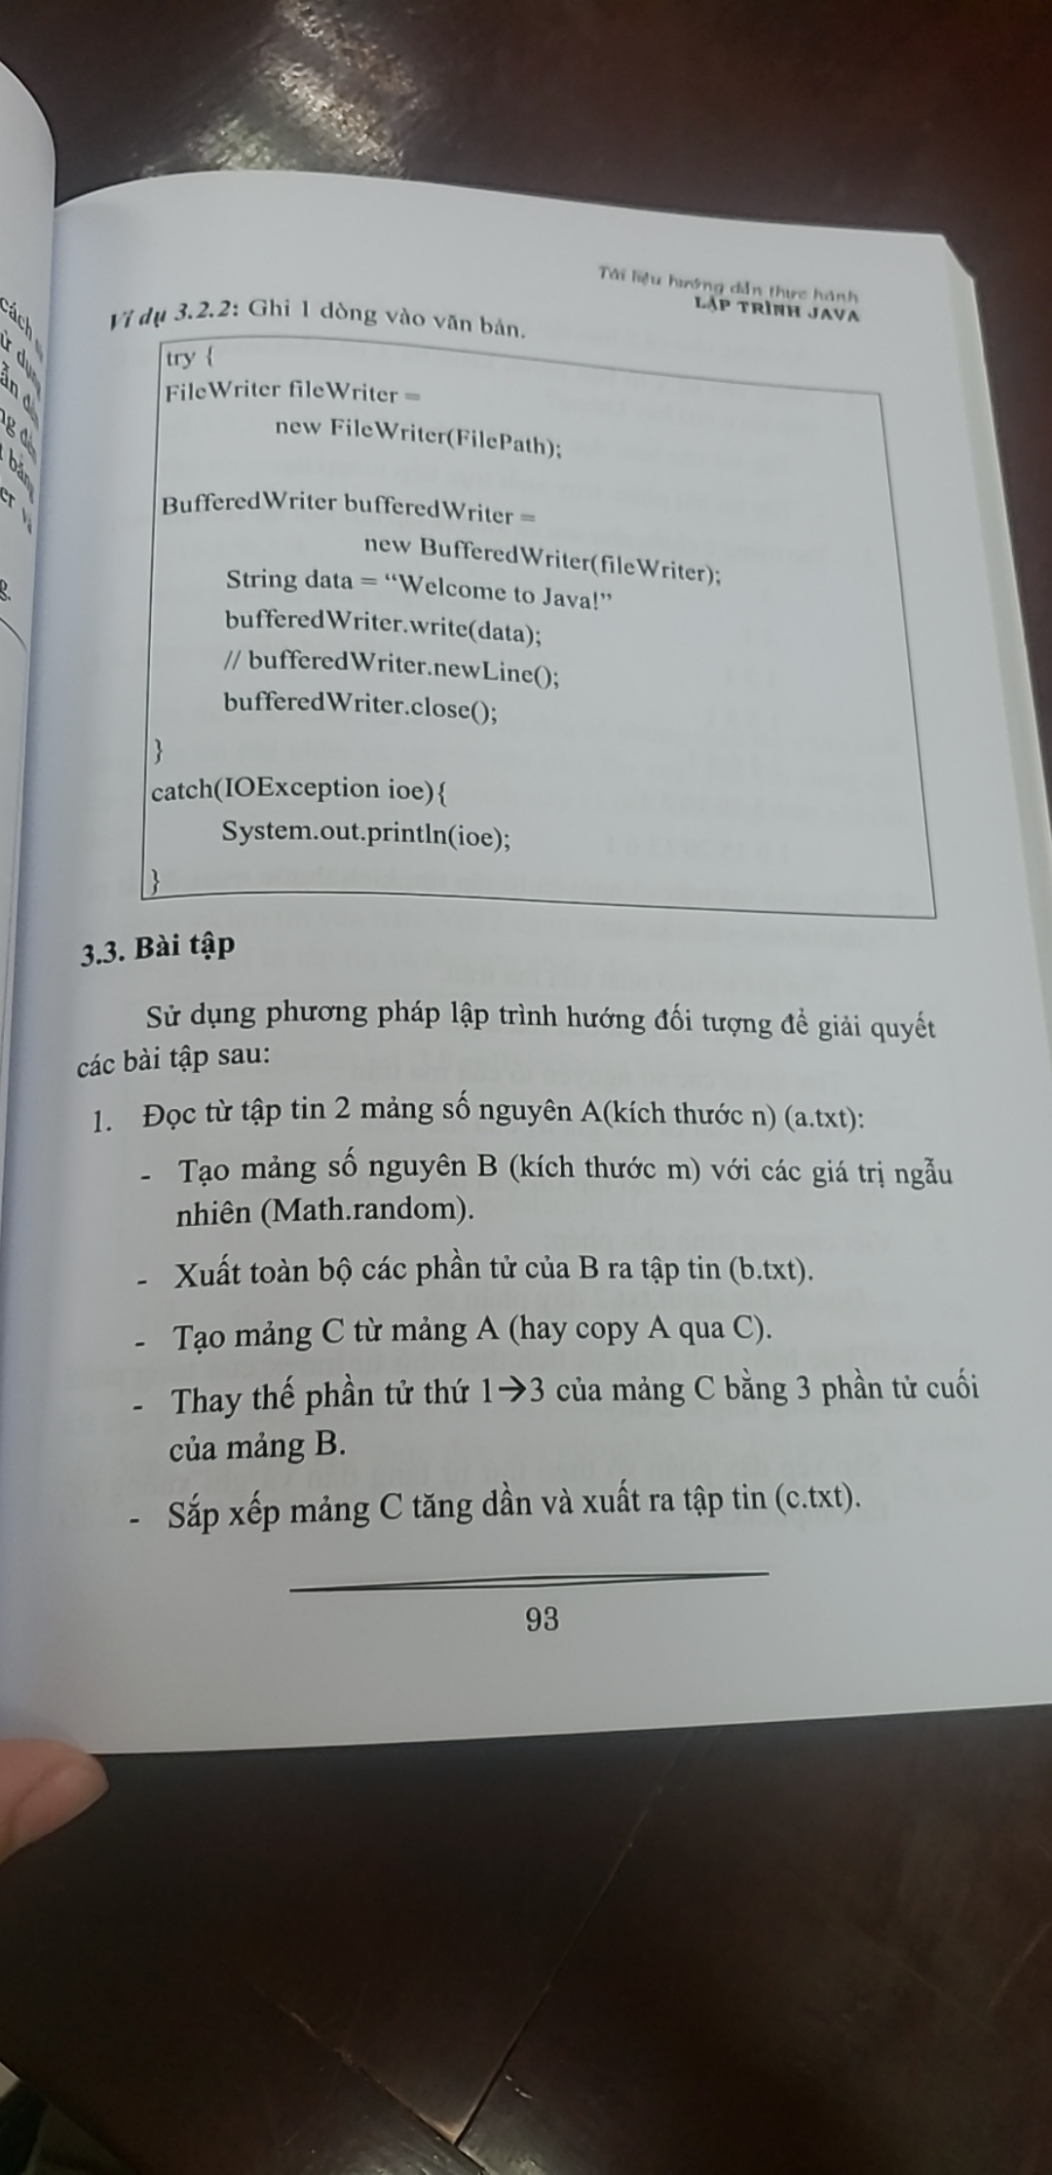 Tài liệu hướng dẫn thực hành
LẬP TRÌNH JAVA
Ví dụ 3.2.2: Ghi 1 dòng vào văn bản.
try {
FileWriter fileWriter =
new FileWriter(FilePath);
BufferedWriter bufferedWriter =
new BufferedWriter(fileWriter);
String data = “Welcome to Java!”
bufferedWriter.write(data);
// bufferedWriter.newLine();
bufferedWriter.close();
}
catch(IOException ioe){
System.out.println(ioe);
}
3.3. Bài tập
Sử dụng phương pháp lập trình hướng đối tượng để giải quyết
các bài tập sau:
1. Đọc từ tập tin 2 mảng số nguyên A(kích thước n) (a.txt):
- Tạo mảng số nguyên B (kích thước m) với các giá trị ngẫu
nhiên (Math.random).
- Xuất toàn bộ các phần tử của B ra tập tin (b.txt).
- Tạo mảng C từ mảng A (hay copy A qua C).
- Thay thế phần tử thứ 1→3 của mảng C bằng 3 phần tử cuối
của mảng B.
- Sắp xếp mảng C tăng dần và xuất ra tập tin (c.txt).
93
cách